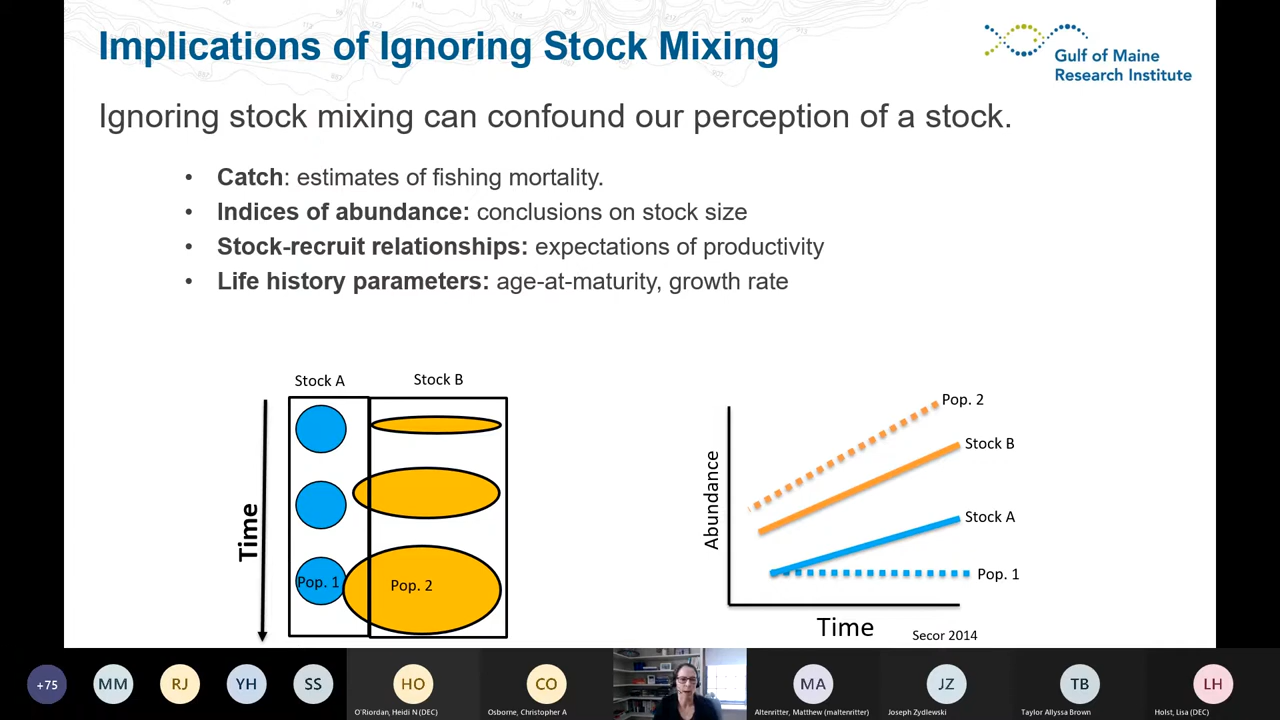 Implications of Ignoring Stock Mixing
Gulf of Maine
Research Institute
Ignoring stock mixing can confound our perception of a stock.
• Catch: estimates of fishing mortality.
• Indices of abundance: conclusions on stock size
• Stock-recruit relationships: expectations of productivity
• Life history parameters: age-at-maturity, growth rate
Stock A
Stock B
Time
Pop. 1
Pop. 2
Abundance
Pop. 2
Stock B
Stock A
Pop. 1
Time
Secor 2014
+75
MM
RJ
YH
SS
HO
O'Riordan, Heidi N (DEC)
CO
Osborne, Christopher A
MA
Altenritter, Matthew (maltenritter)
JZ
Joseph Zydlewski
TB
Taylor Allyssa Brown
LH
Holst, Lisa (DEC)